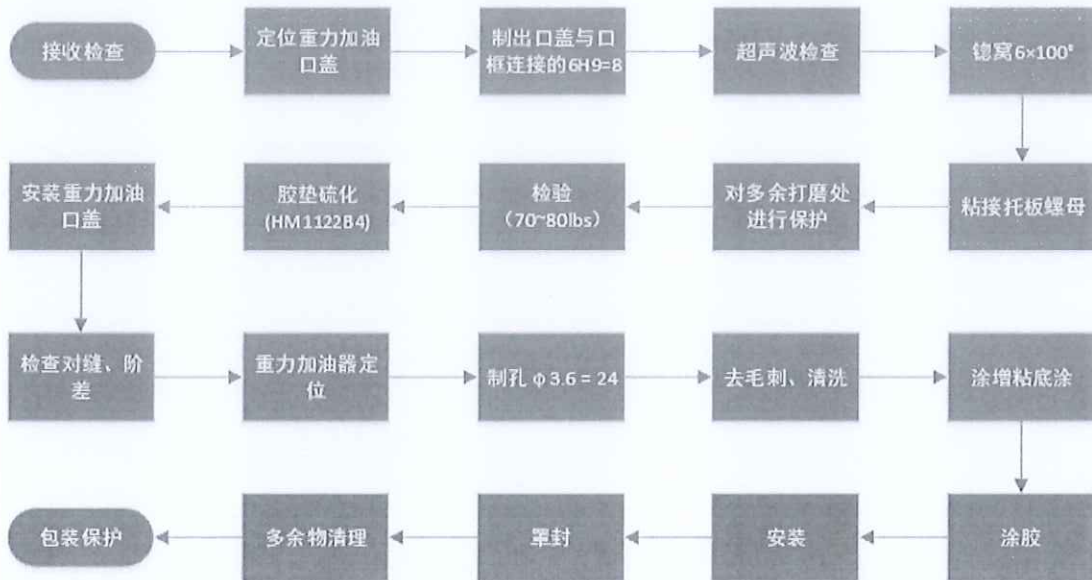 接收检查
定位重力加油
口盖
制出口盖与口
框连接的6H9=8
超声波检查
锪窝6×100°
粘接托板螺母
对多余打磨处
进行保护
检验
（70~80lbs）
胶垫硫化
(HM1122B4)
安装重力加油
口盖
检查对缝、阶
差
重力加油器定
位
制孔φ3.6 = 24
去毛刺、清洗
涂增粘底涂
涂胶
安装
罩封
多余物清理
包装保护